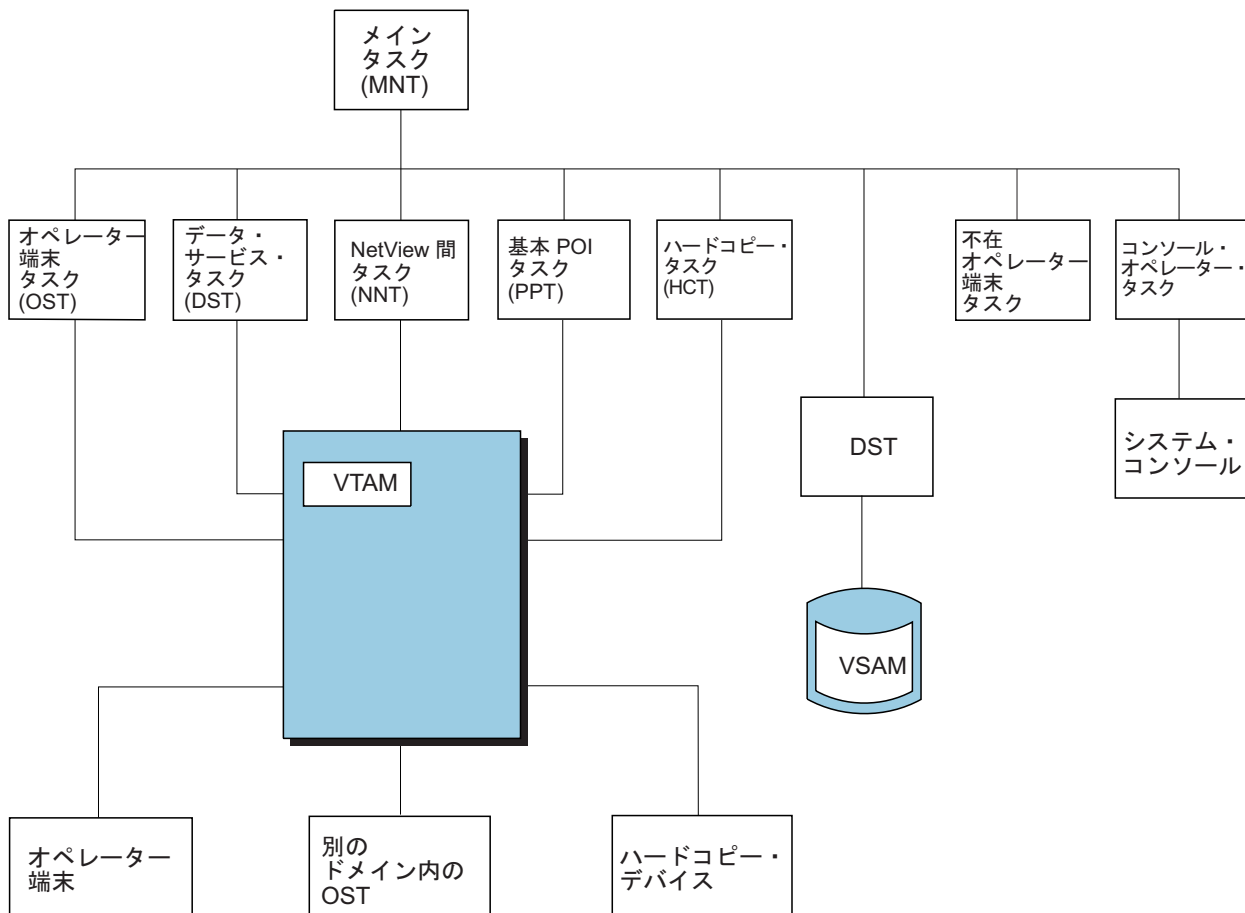 メイン
タスク
(MNT)
オペレーター
端末
タスク
(OST)
データ・
サービス・
タスク
(DST)
NetView 間
タスク
(NNT)
基本 POI
タスク
(PPT)
ハードコピー・
タスク
(HCT)
不在
オペレーター
端末
タスク
コンソール・
オペレーター・
タスク
DST
システム・
コンソール
VTAM
VSAM
オペレーター
端末
別の
ドメイン内の
OST
ハードコピー・
デバイス